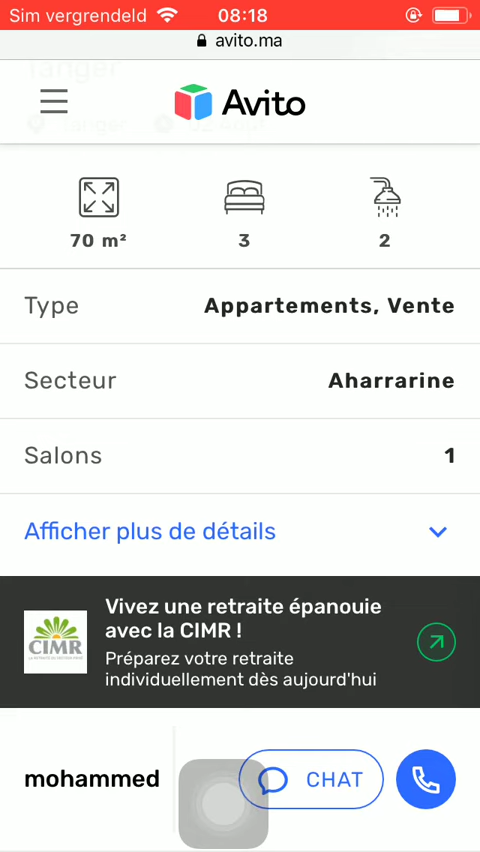 Sim vergrendeld 08:18
avito.ma
Tanger
Avito
70 m² 3 2
Type Appartements, Vente
Secteur Aharrarine
Salons 1
Afficher plus de détails
Vivez une retraite épanouie
avec la CIMR !
Préparez votre retraite
individuellement dès aujourd'hui
CIMR
mohammed CHAT